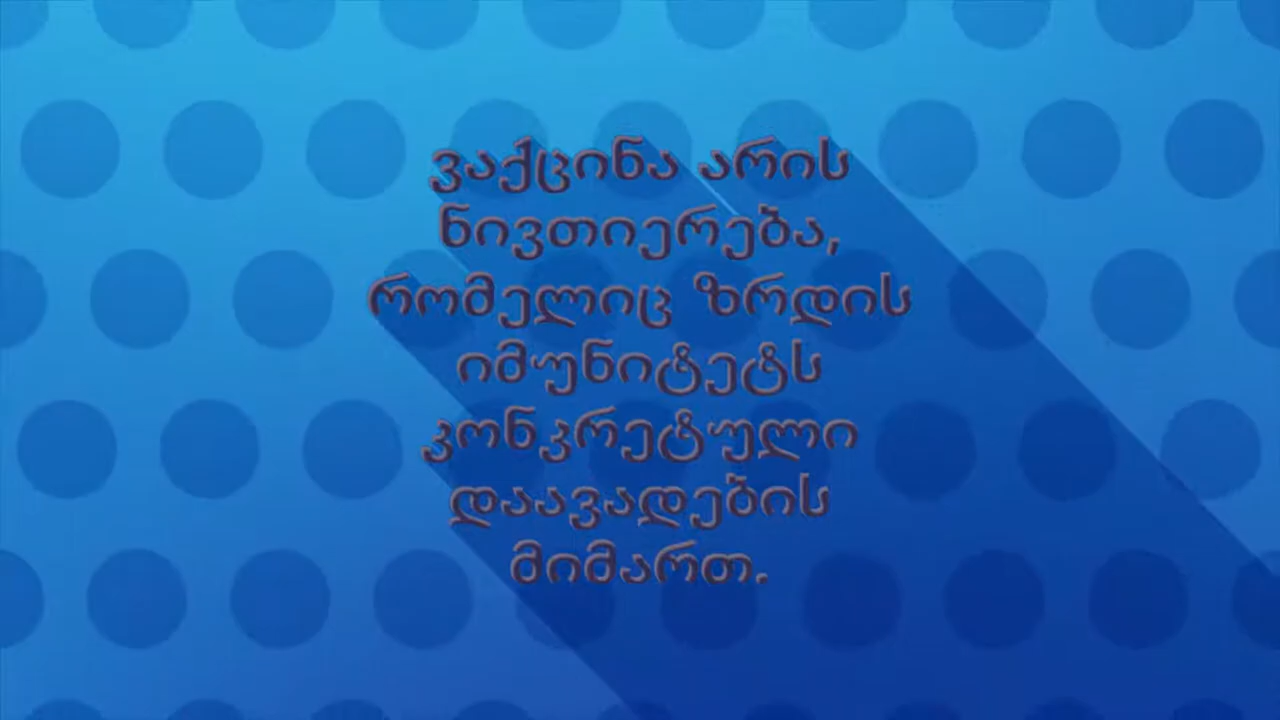 ვაქცინა არის
ნივთიერება,
რომელიც ზრდის
იმუნიტეტს
კონკრეტული
დაავადების
მიმართ.